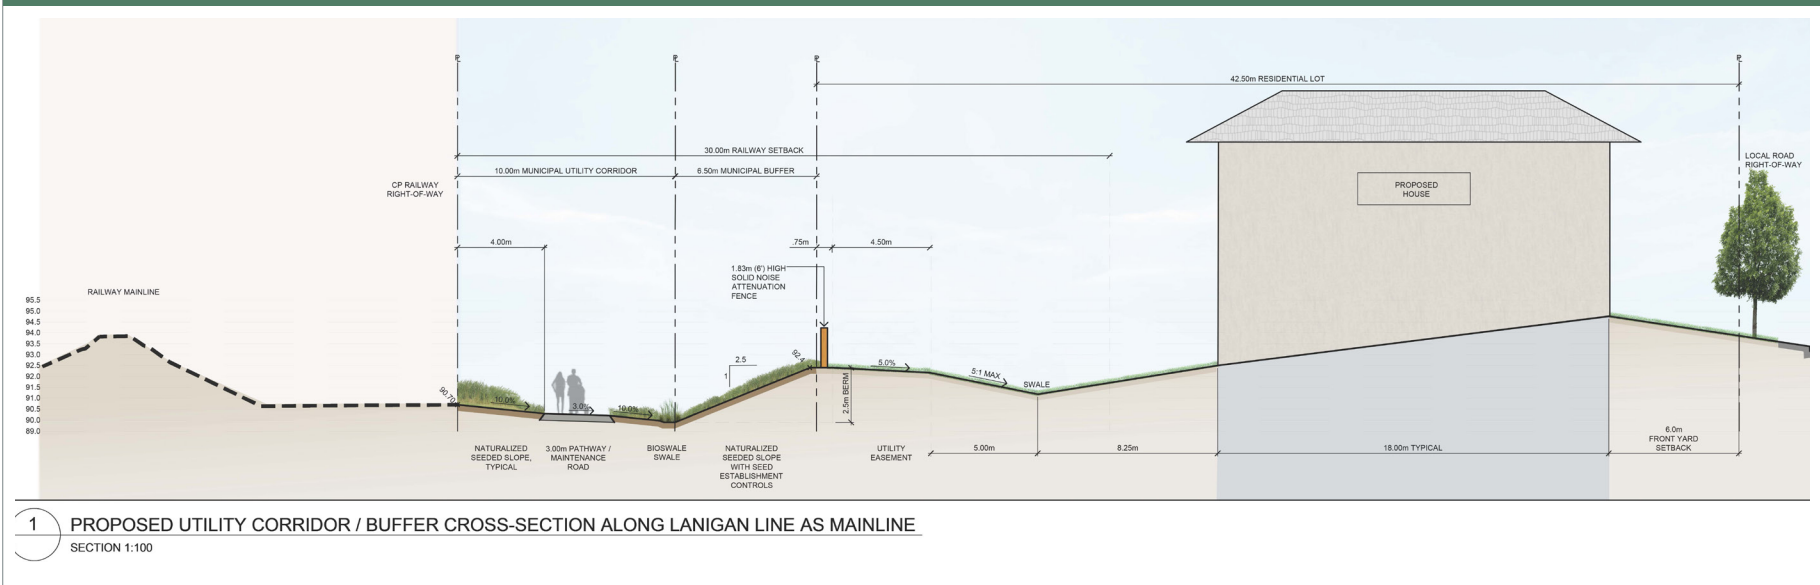 ℄
℄
℄
℄
42.50m RESIDENTIAL LOT
30.00m RAILWAY SETBACK
10.00m MUNICIPAL UTILITY CORRIDOR
6.50m MUNICIPAL BUFFER
CP RAILWAY
RIGHT-OF-WAY
LOCAL ROAD
RIGHT-OF-WAY
PROPOSED
HOUSE
4.00m
.75m
4.50m
1.83m (6') HIGH
SOLID NOISE
ATTENUATION
FENCE
RAILWAY MAINLINE
95.5
95.0
94.5
94.0
93.5
93.0
92.5
92.0
91.5
91.0
90.5
90.0
89.0
90.70
10.0%
3.0%
10.0%
2.5
1
92.4
5.0%
2.5m BERM
5:1 MAX
SWALE
NATURALIZED
SEEDED SLOPE,
TYPICAL
3.00m PATHWAY /
MAINTENANCE
ROAD
BIOSWALE
SWALE
NATURALIZED
SEEDED SLOPE
WITH SEED
ESTABLISHMENT
CONTROLS
UTILITY
EASEMENT
5.00m
8.25m
18.00m TYPICAL
6.0m
FRONT YARD
SETBACK
1
PROPOSED UTILITY CORRIDOR / BUFFER CROSS-SECTION ALONG LANIGAN LINE AS MAINLINE
SECTION 1:100